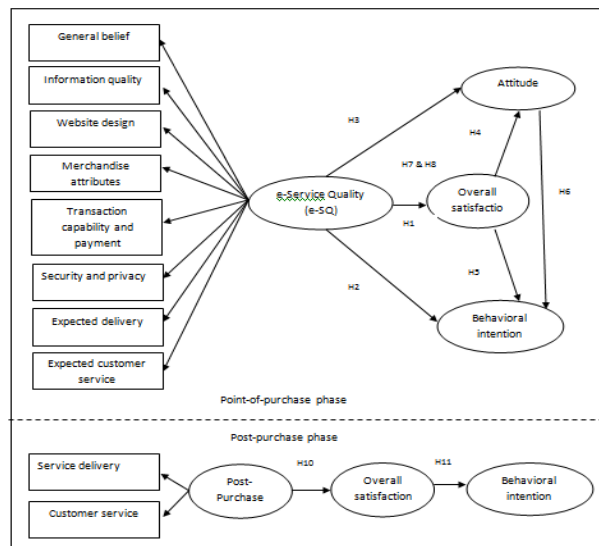 General belief
Information quality
Website design
Merchandise
attributes
Transaction
capability and
payment
Security and privacy
Expected delivery
Expected customer
service
e-Service Quality
(e-SQ)
Attitude
Overall
satisfactio
Behavioral
intention
H3
H4
H7 & H8
H1
H6
H2
H5
Point-of-purchase phase
Post-purchase phase
Service delivery
Customer service
Post-
Purchase
H10
Overall
satisfaction
H11
Behavioral
intention